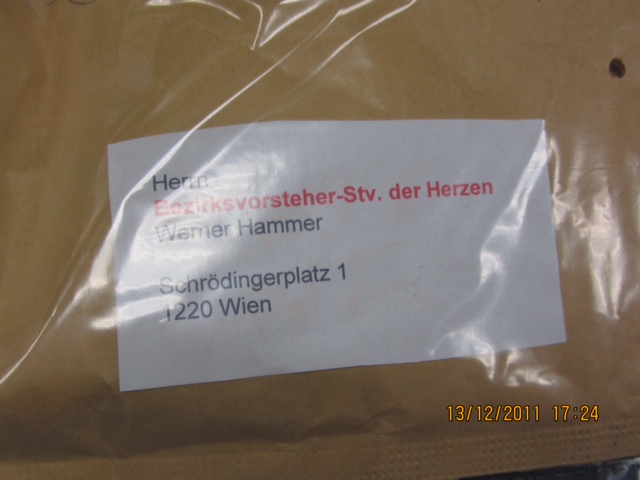 Herrn
Bezirksvorsteher-Stv. der Herzen
Werner Hammer
Schrödingerplatz 1
1220 Wien
13/12/2011 17:24